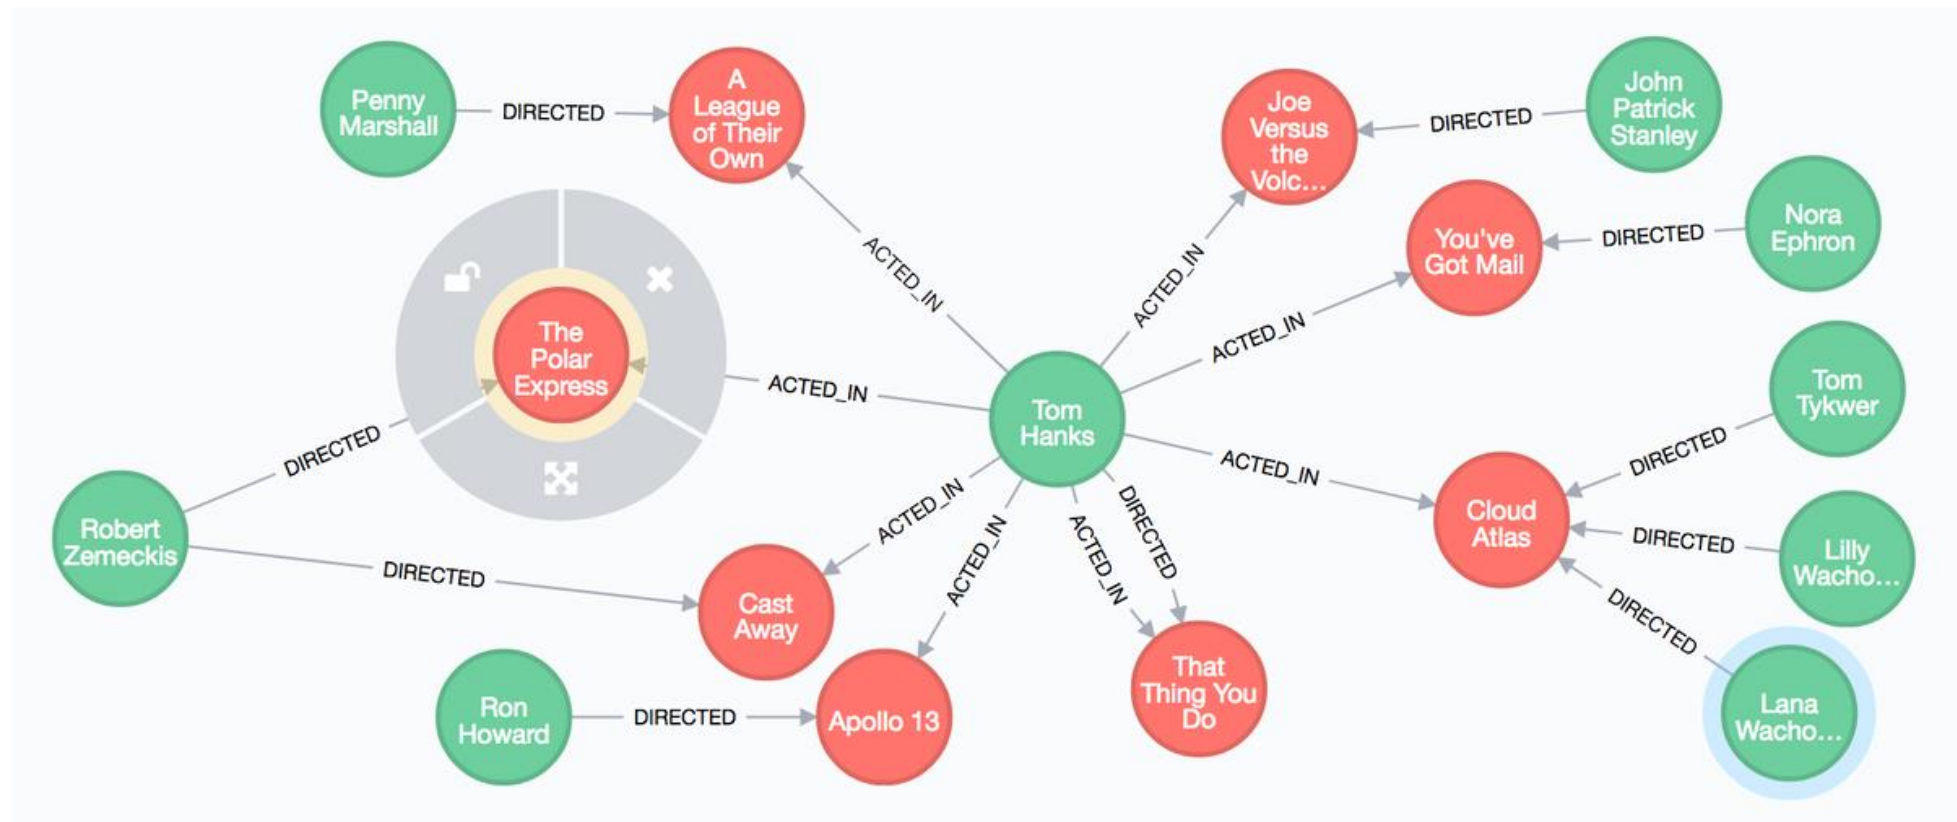 Penny
Marshall
DIRECTED
A
League
of Their
Own
Joe
Versus
the
Volc...
DIRECTED
John
Patrick
Stanley
You've
Got Mail
DIRECTED
Nora
Ephron
ACTED_IN
ACTED_IN
ACTED_IN
The
Polar
Express
ACTED_IN
Tom
Hanks
Tom
Tykwer
DIRECTED
DIRECTED
ACTED_IN
Cloud
Atlas
DIRECTED
Lilly
Wacho...
Robert
Zemeckis
DIRECTED
ACTED_IN
ACTED_IN
ACTED_IN
DIRECTED
Cast
Away
DIRECTED
Lana
Wacho...
Ron
Howard
DIRECTED
Apollo 13
That
Thing You
Do